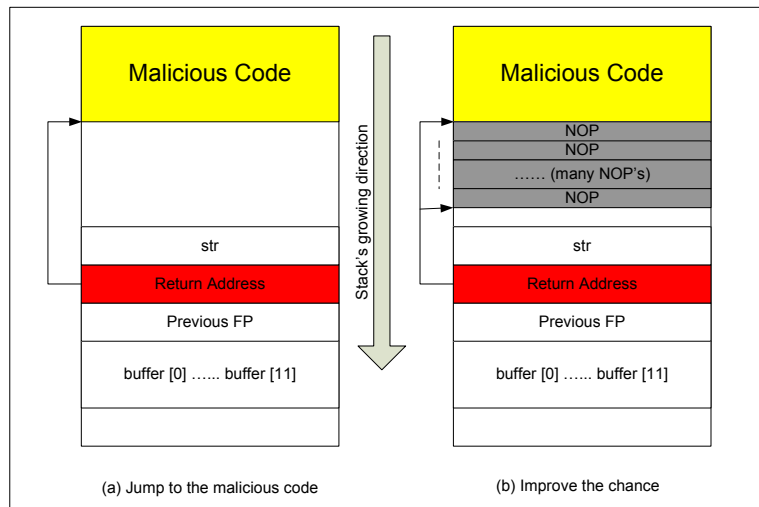 Malicious Code
str
Return Address
Previous FP
buffer [0] …... buffer [11]
(a) Jump to the malicious code
Stack's growing direction
Malicious Code
NOP
NOP
…... (many NOP's)
NOP
str
Return Address
Previous FP
buffer [0] …... buffer [11]
(b) Improve the chance